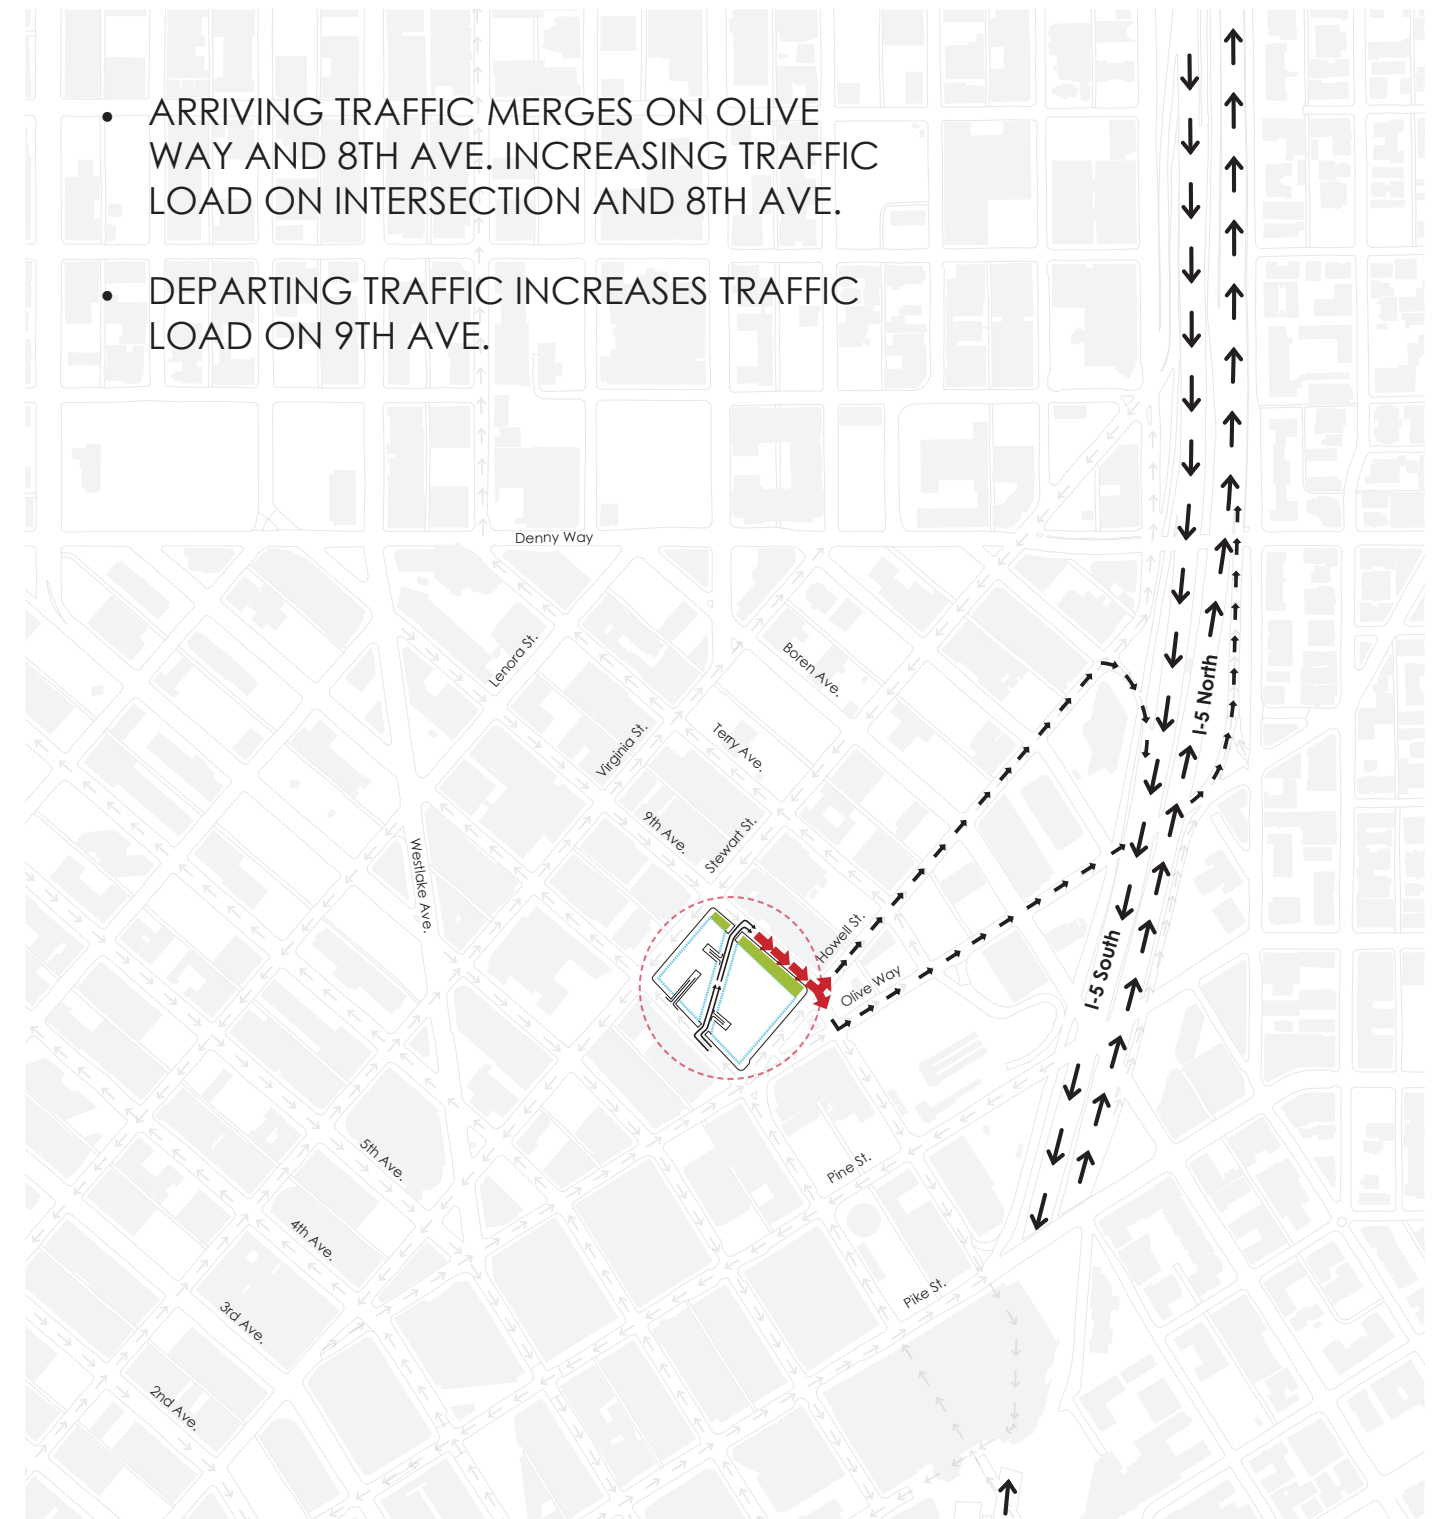 • ARRIVING TRAFFIC MERGES ON OLIVE
WAY AND 8TH AVE. INCREASING TRAFFIC
LOAD ON INTERSECTION AND 8TH AVE.
• DEPARTING TRAFFIC INCREASES TRAFFIC
LOAD ON 9TH AVE.
Denny Way
Lenora St.
Boren Ave.
I-5 North
Virginia St.
Terry Ave.
9th Ave.
Stewart St.
Westlake Ave.
Howell St.
Olive Way
I-5 South
5th Ave.
Pine St.
4th Ave.
Pike St.
3rd Ave.
2nd Ave.